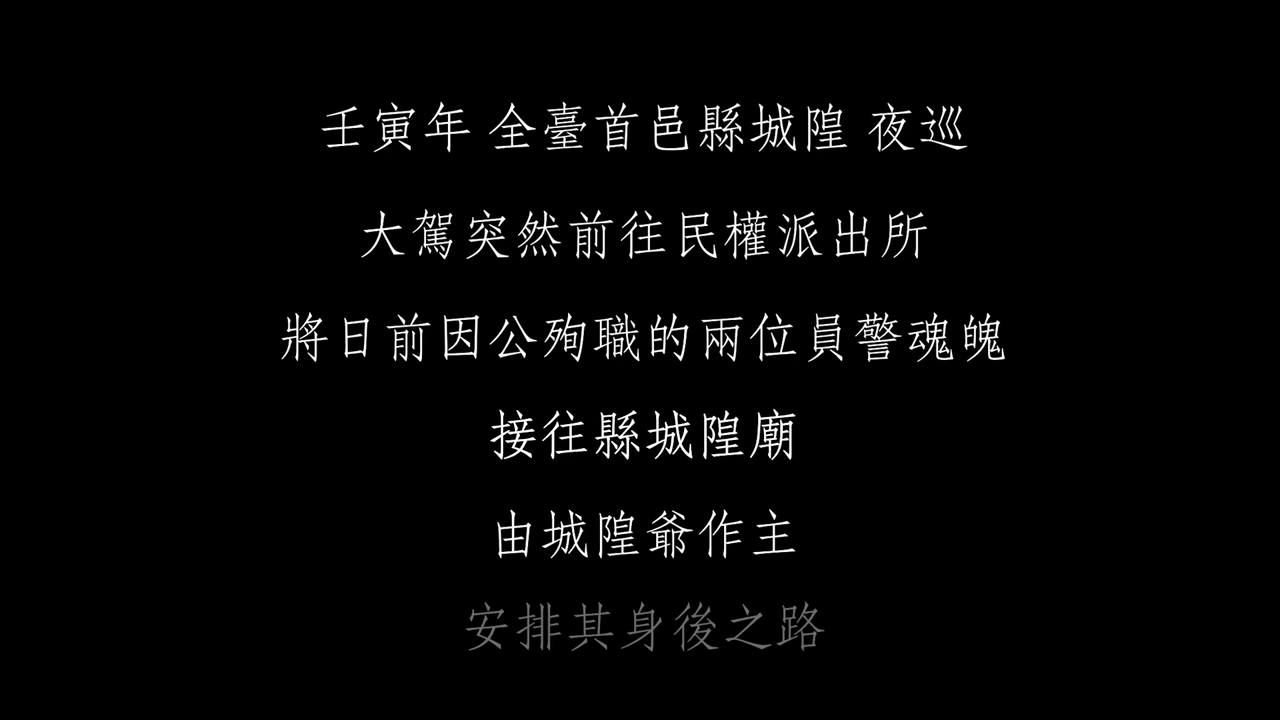 壬寅年 全臺首邑縣城隍 夜巡
大駕突然前往民權派出所
將日前因公殉職的兩位員警魂魄
接往縣城隍廟
由城隍爺作主
安排其身後之路